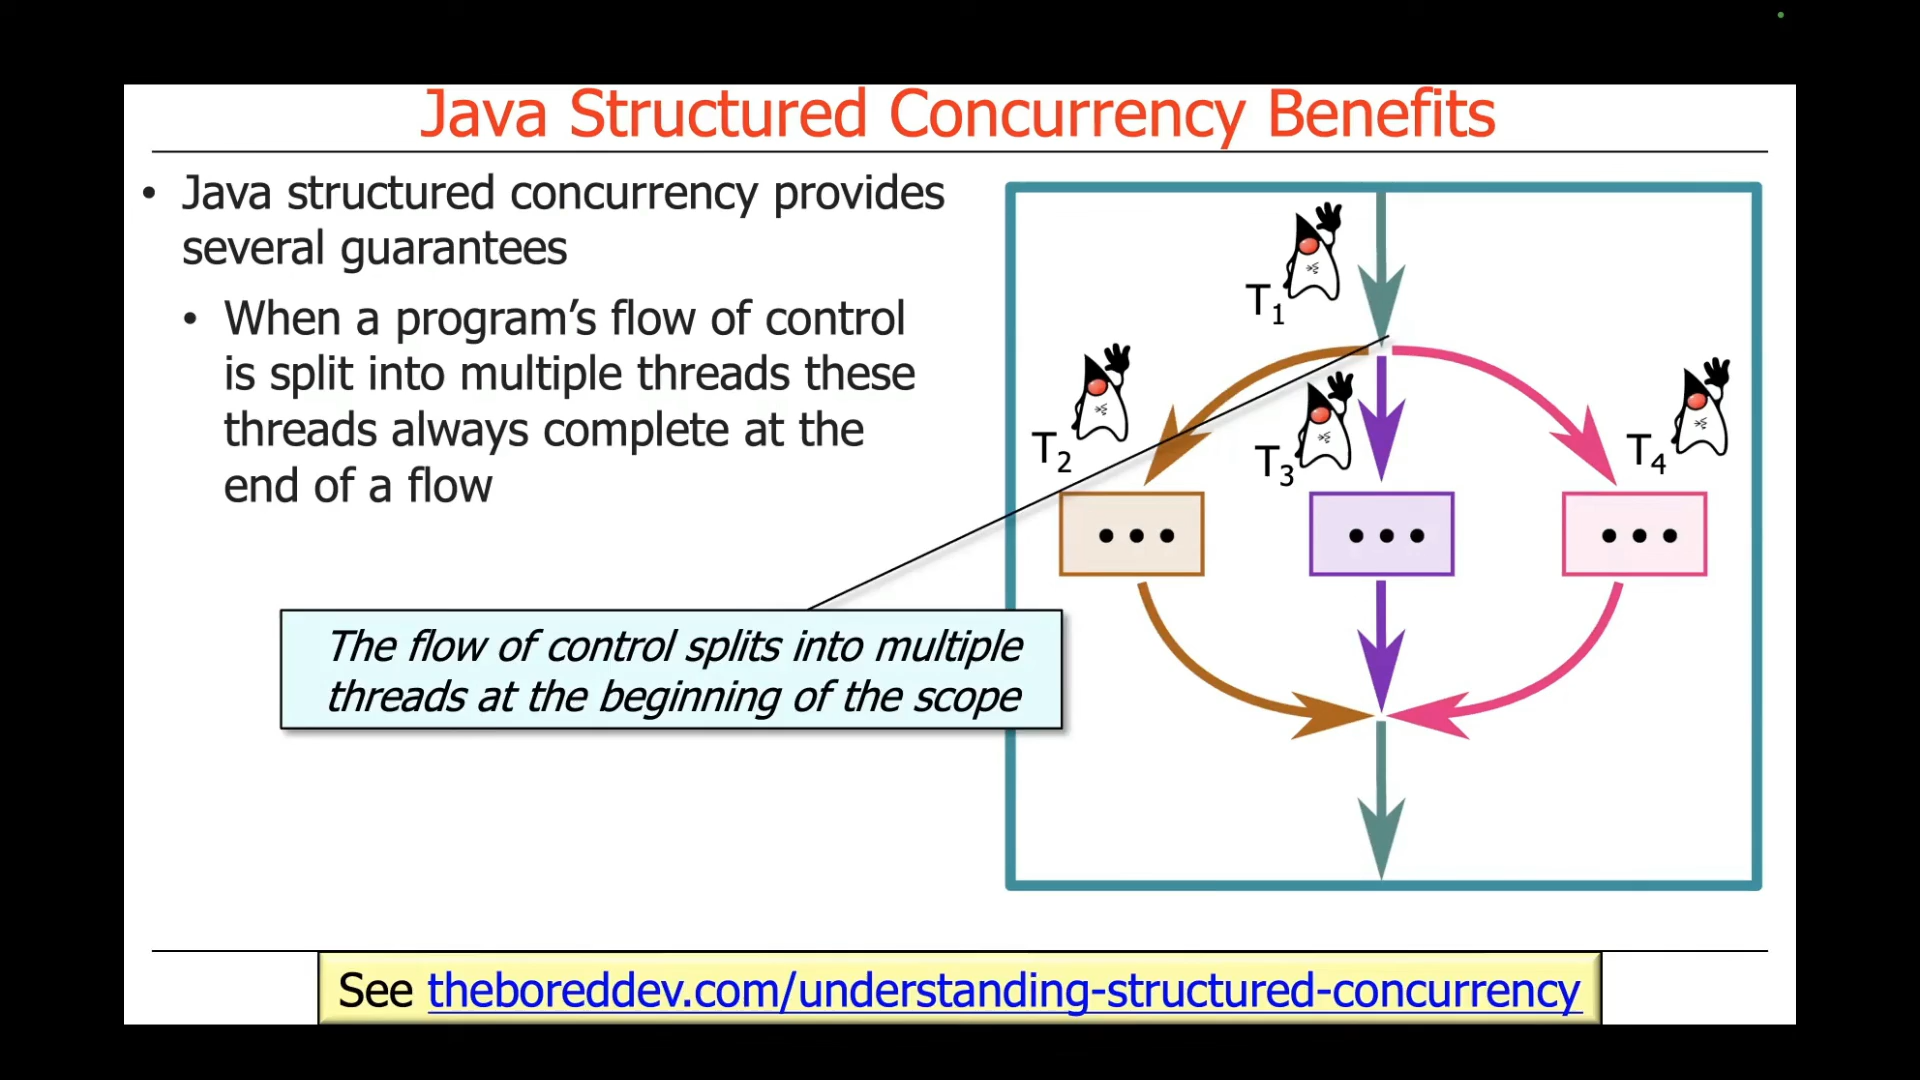 Java Structured Concurrency Benefits
• Java structured concurrency provides
several guarantees
• When a program’s flow of control
is split into multiple threads these
threads always complete at the
end of a flow
The flow of control splits into multiple
threads at the beginning of the scope
T1
T2
T3
T4
•••
•••
•••
See theboreddev.com/understanding-structured-concurrency